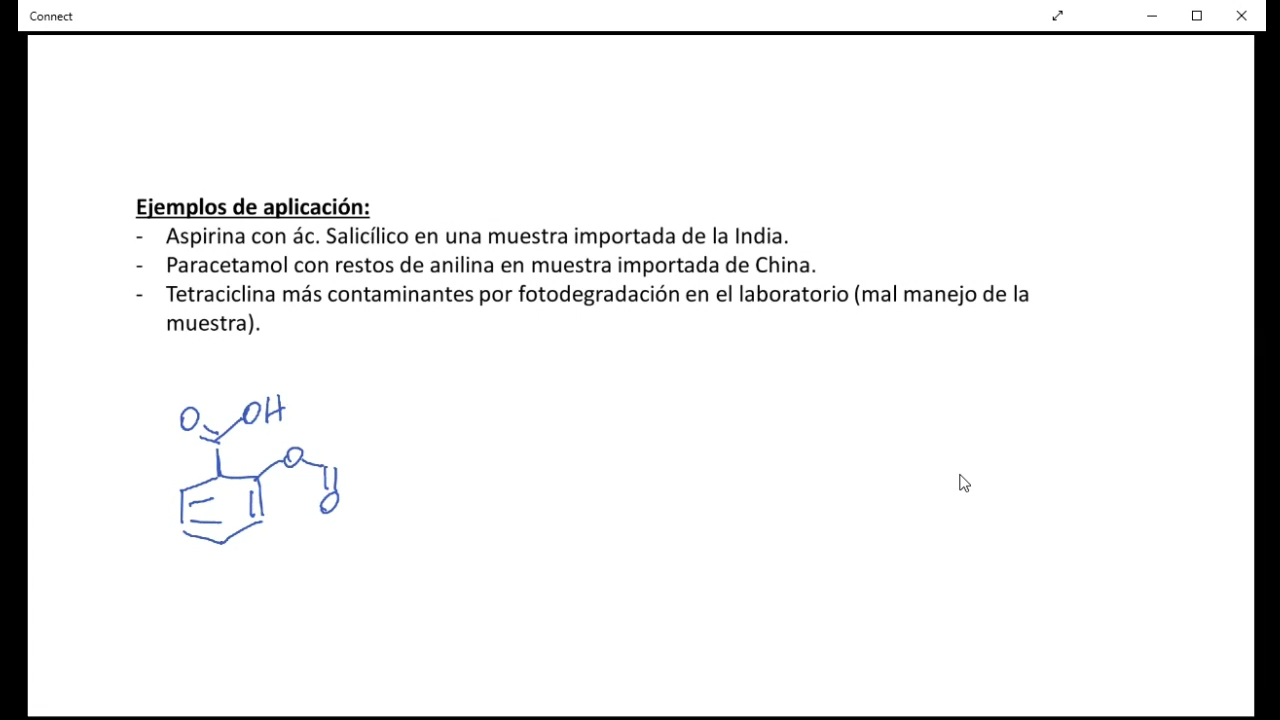 Connect
Ejemplos de aplicación:
- Aspirina con ác. Salicílico en una muestra importada de la India.
- Paracetamol con restos de anilina en muestra importada de China.
- Tetraciclina más contaminantes por fotodegradación en el laboratorio (mal manejo de la
muestra).
O OH
O
O